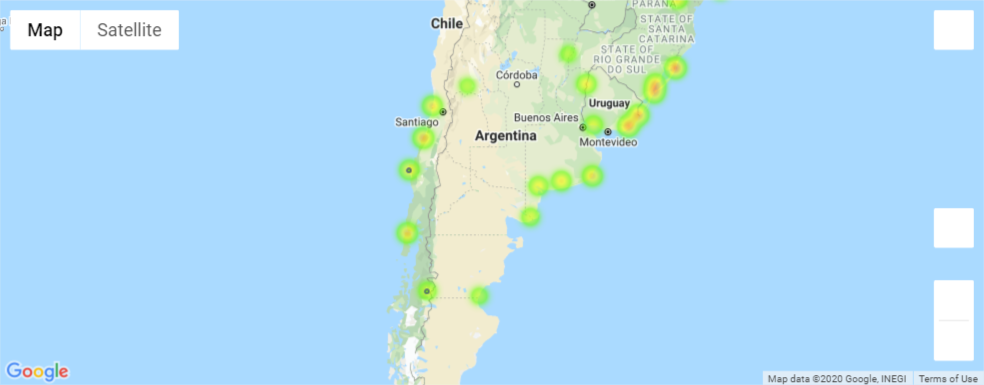 Map
Satellite
Chile
PARANÁ
STATE OF
SANTA
CATARINA
STATE OF
RIO GRANDE
DO SUL
Córdoba
Uruguay
Santiago
Buenos Aires
Argentina
Montevideo
Google
Map data ©2020 Google, INEGI
Terms of Use